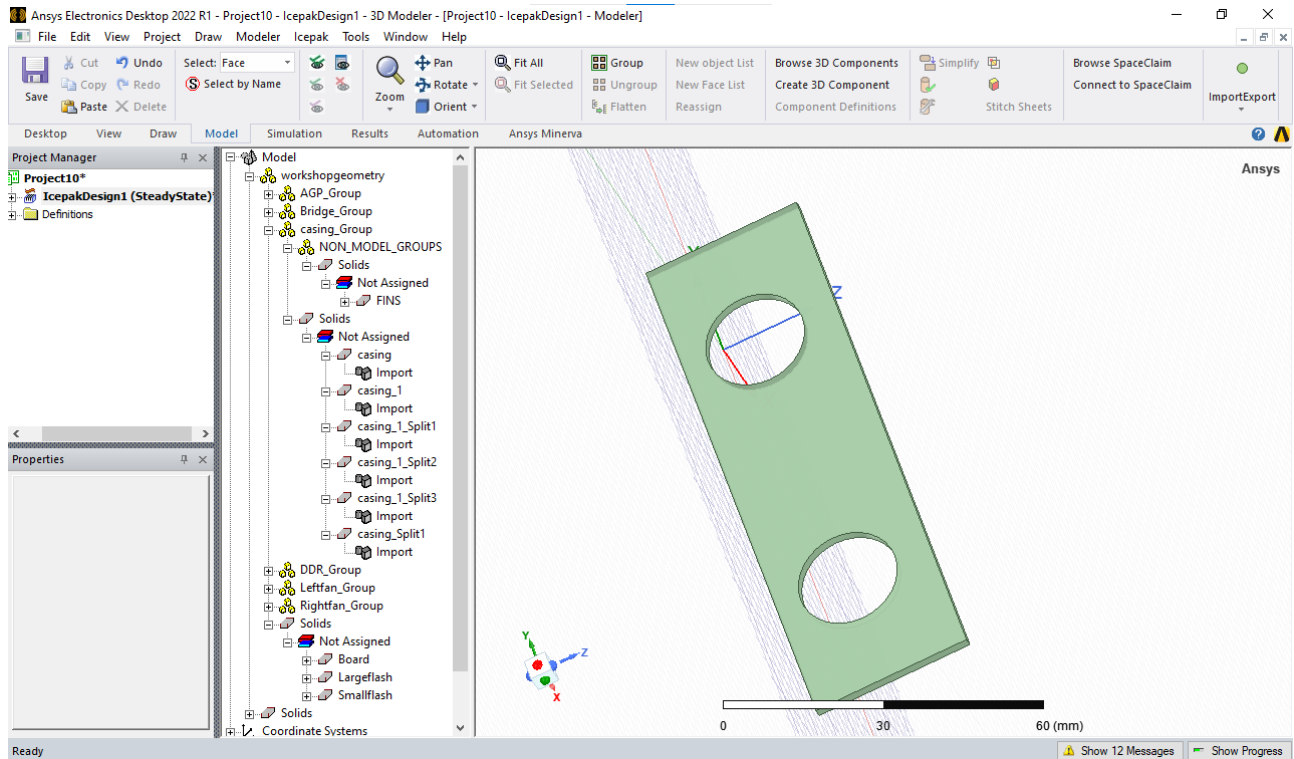 Ansys Electronics Desktop 2022 R1 - Project10 - IcepakDesign1 - 3D Modeler - [Project10 - IcepakDesign1 - Modeler]
File Edit View Project Draw Modeler Icepak Tools Window Help
Save
Cut Undo
Copy Redo
Paste Delete
Select: Face
Select by Name
Zoom
Pan
Rotate
Orient
Fit All
Fit Selected
Group
Ungroup
Flatten
New object List
New Face List
Reassign
Browse 3D Components
Create 3D Component
Component Definitions
Simplify
Stitch Sheets
Browse SpaceClaim
Connect to SpaceClaim
ImportExport
Desktop View Draw Model Simulation Results Automation Ansys Minerva
Project Manager
Project10*
IcepakDesign1 (SteadyState)
Definitions
Properties
Model
workshopgeometry
AGP_Group
Bridge_Group
casing_Group
NON_MODEL_GROUPS
Solids
Not Assigned
FINS
Solids
Not Assigned
casing
Import
casing_1
Import
casing_1_Split1
Import
casing_1_Split2
Import
casing_1_Split3
Import
casing_Split1
Import
DDR_Group
Leftfan_Group
Rightfan_Group
Solids
Not Assigned
Board
Largeflash
Smallflash
Solids
Coordinate Systems
Ansys
Z
Y
Z
X
0 30 60 (mm)
Ready
Show 12 Messages Show Progress